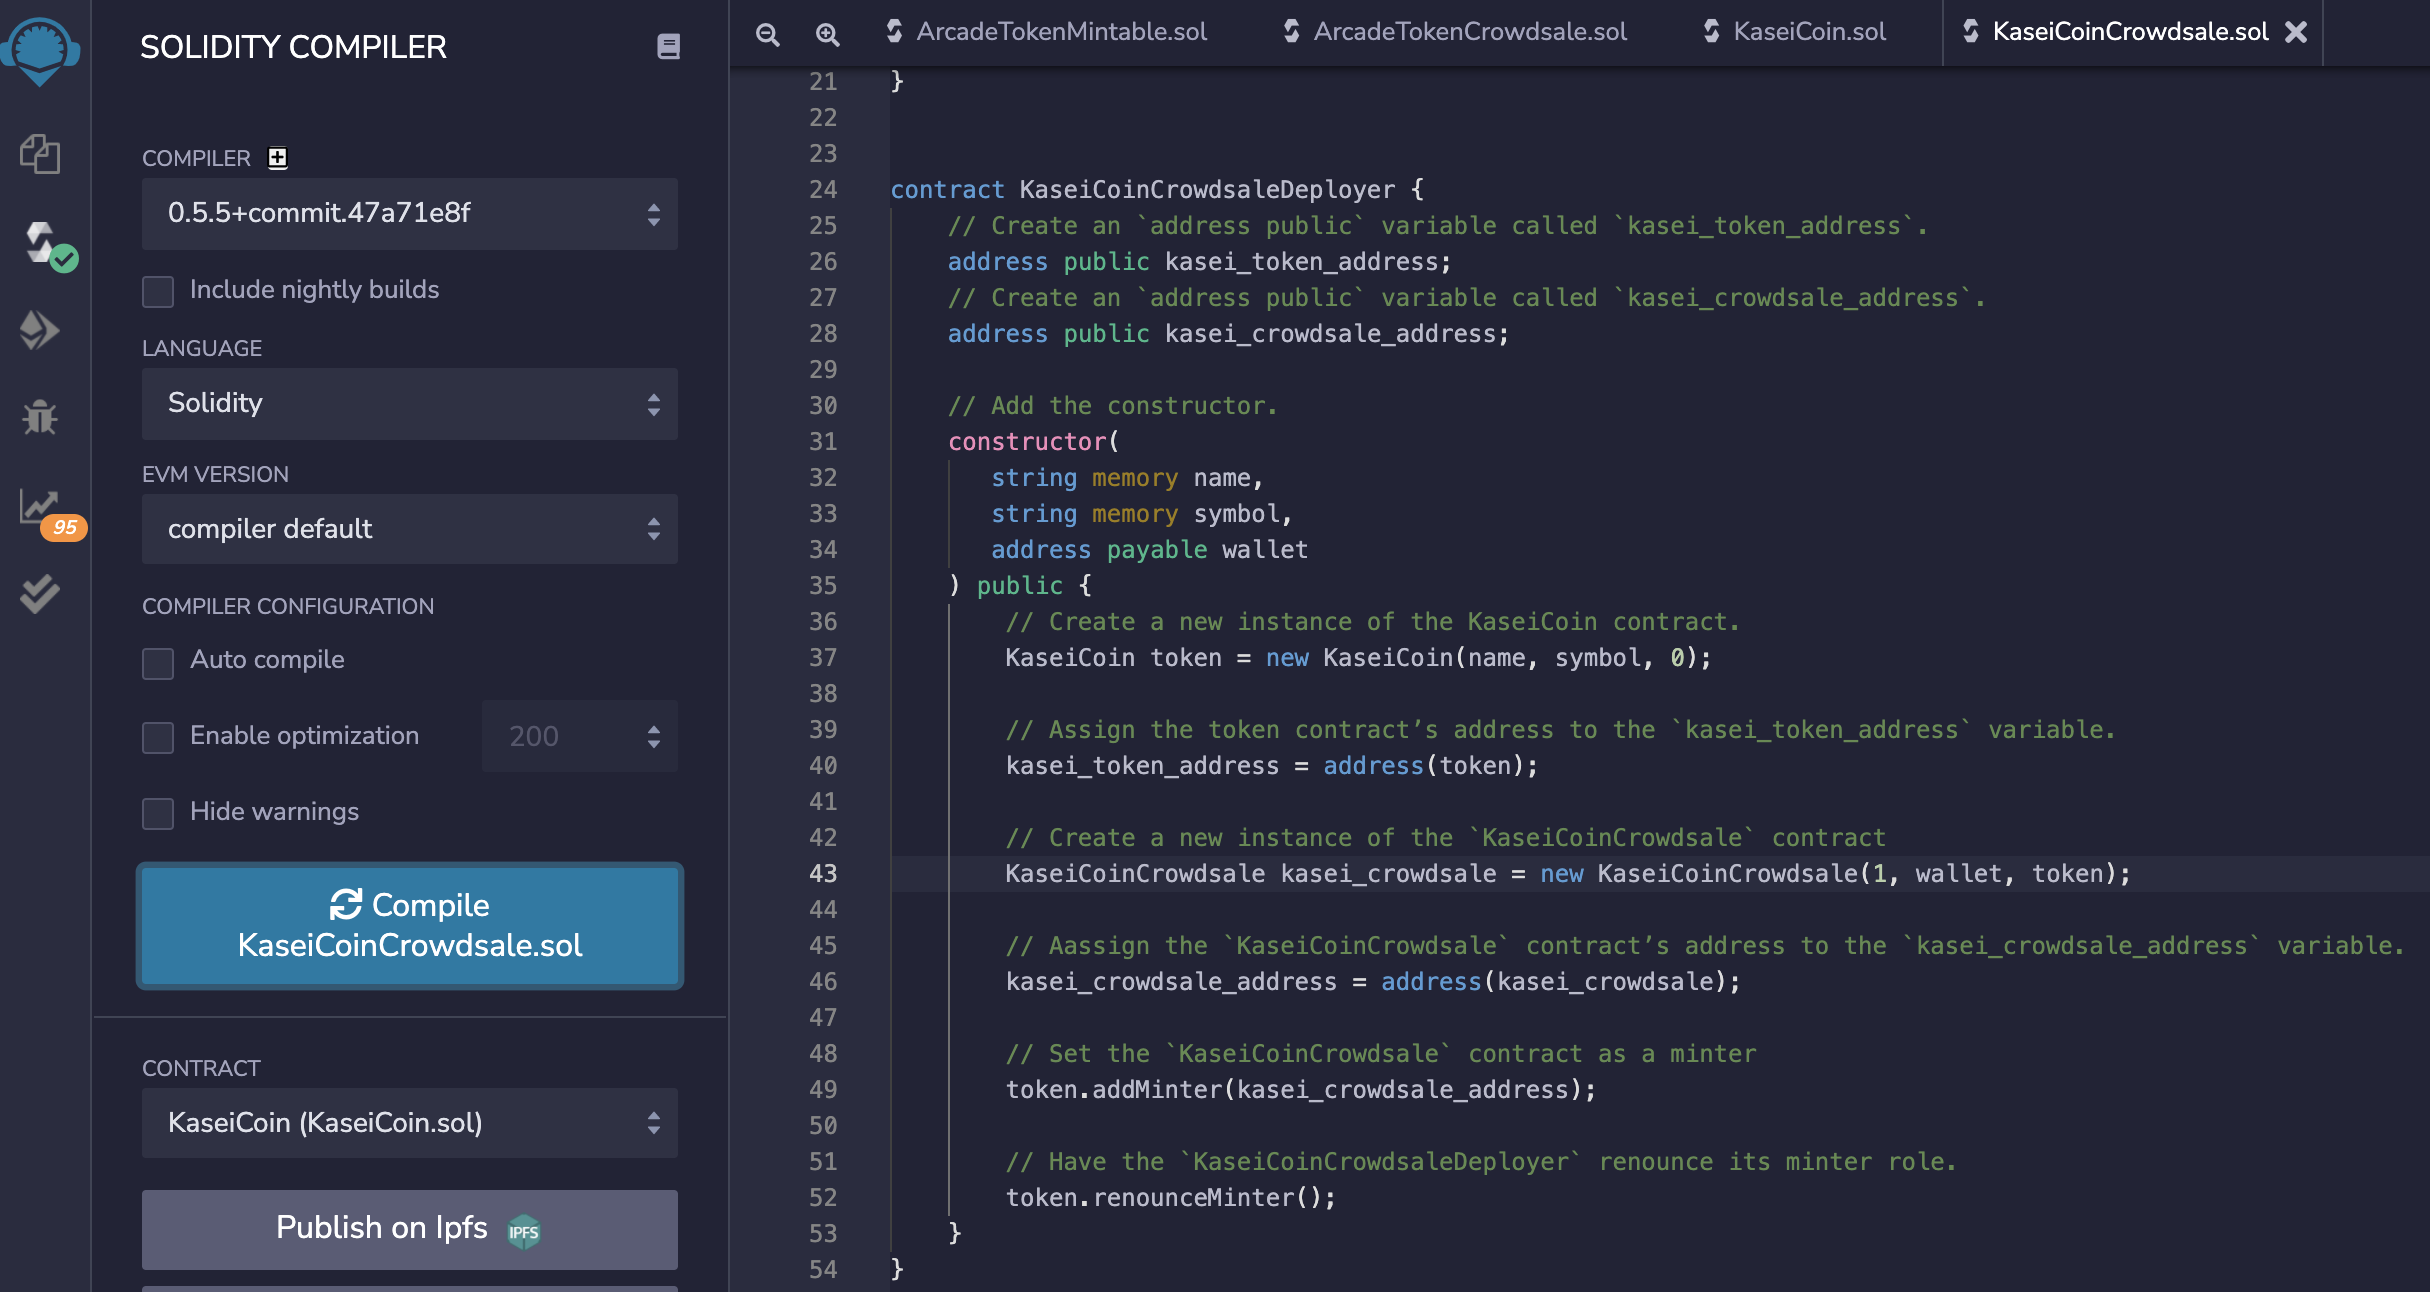 SOLIDITY COMPILER
COMPILER
0.5.5+commit.47a71e8f
Include nightly builds
LANGUAGE
Solidity
EVM VERSION
compiler default
COMPILER CONFIGURATION
Auto compile
Enable optimization
200
Hide warnings
Compile
KaseiCoinCrowdsale.sol
CONTRACT
KaseiCoin (KaseiCoin.sol)
Publish on Ipfs
IPFS
95
ArcadeTokenMintable.sol
ArcadeTokenCrowdsale.sol
KaseiCoin.sol
KaseiCoinCrowdsale.sol
21 }
22
23
24 contract KaseiCoinCrowdsaleDeployer {
25 // Create an `address public` variable called `kasei_token_address`.
26 address public kasei_token_address;
27 // Create an `address public` variable called `kasei_crowdsale_address`.
28 address public kasei_crowdsale_address;
29
30 // Add the constructor.
31 constructor(
32 string memory name,
33 string memory symbol,
34 address payable wallet
35 ) public {
36 // Create a new instance of the KaseiCoin contract.
37 KaseiCoin token = new KaseiCoin(name, symbol, 0);
38
39 // Assign the token contract’s address to the `kasei_token_address` variable.
40 kasei_token_address = address(token);
41
42 // Create a new instance of the `KaseiCoinCrowdsale` contract
43 KaseiCoinCrowdsale kasei_crowdsale = new KaseiCoinCrowdsale(1, wallet, token);
44
45 // Aassign the `KaseiCoinCrowdsale` contract’s address to the `kasei_crowdsale_address` variable.
46 kasei_crowdsale_address = address(kasei_crowdsale);
47
48 // Set the `KaseiCoinCrowdsale` contract as a minter
49 token.addMinter(kasei_crowdsale_address);
50
51 // Have the `KaseiCoinCrowdsaleDeployer` renounce its minter role.
52 token.renounceMinter();
53 }
54 }